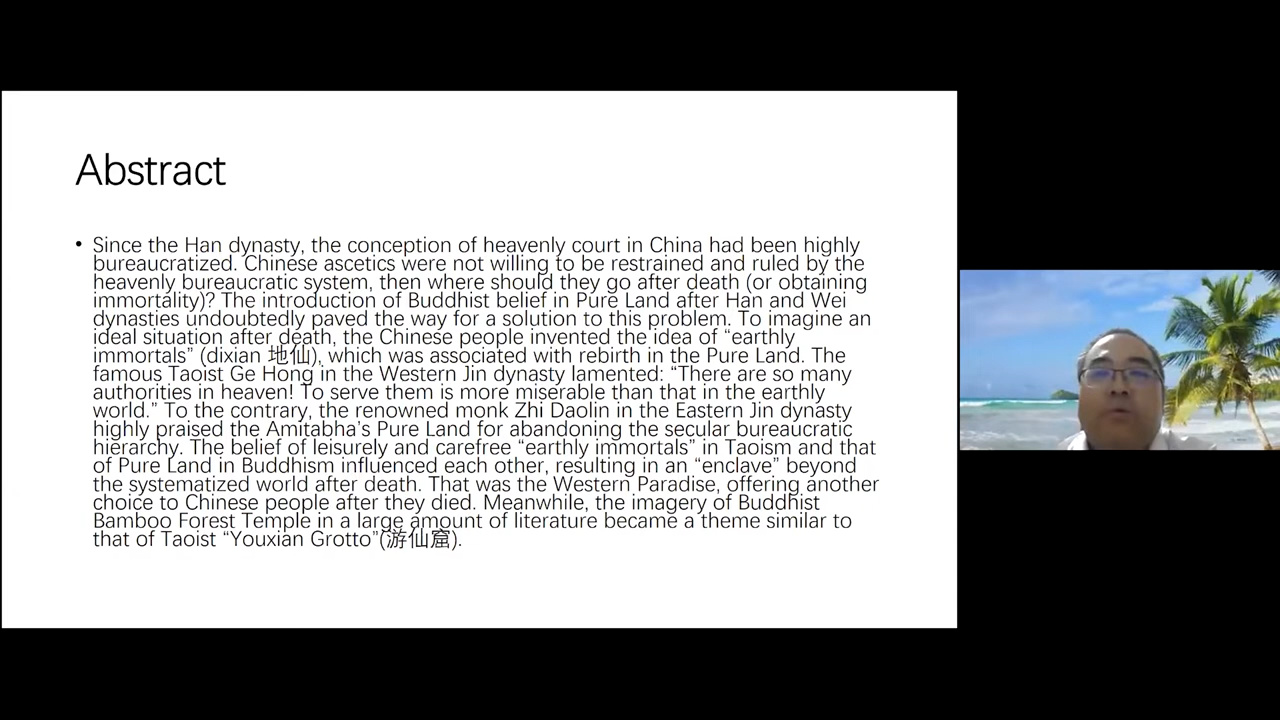 Abstract
• Since the Han dynasty, the conception of heavenly court in China had been highly
bureaucratized. Chinese ascetics were not willing to be restrained and ruled by the
heavenly bureaucratic system, then where should they go after death (or obtaining
immortality)? The introduction of Buddhist belief in Pure Land after Han and Wei
dynasties undoubtedly paved the way for a solution to this problem. To imagine an
ideal situation after death, the Chinese people invented the idea of “earthly
immortals” (dixian 地仙), which was associated with rebirth in the Pure Land. The
famous Taoist Ge Hong in the Western Jin dynasty lamented: “There are so many
authorities in heaven! To serve them is more miserable than that in the earthly
world.” To the contrary, the renowned monk Zhi Daolin in the Eastern Jin dynasty
highly praised the Amitabha’s Pure Land for abandoning the secular bureaucratic
hierarchy. The belief of leisurely and carefree “earthly immortals” in Taoism and that
of Pure Land in Buddhism influenced each other, resulting in an “enclave” beyond
the systematized world after death. That was the Western Paradise, offering another
choice to Chinese people after they died. Meanwhile, the imagery of Buddhist
Bamboo Forest Temple in a large amount of literature became a theme similar to
that of Taoist “Youxian Grotto”(游仙窟).